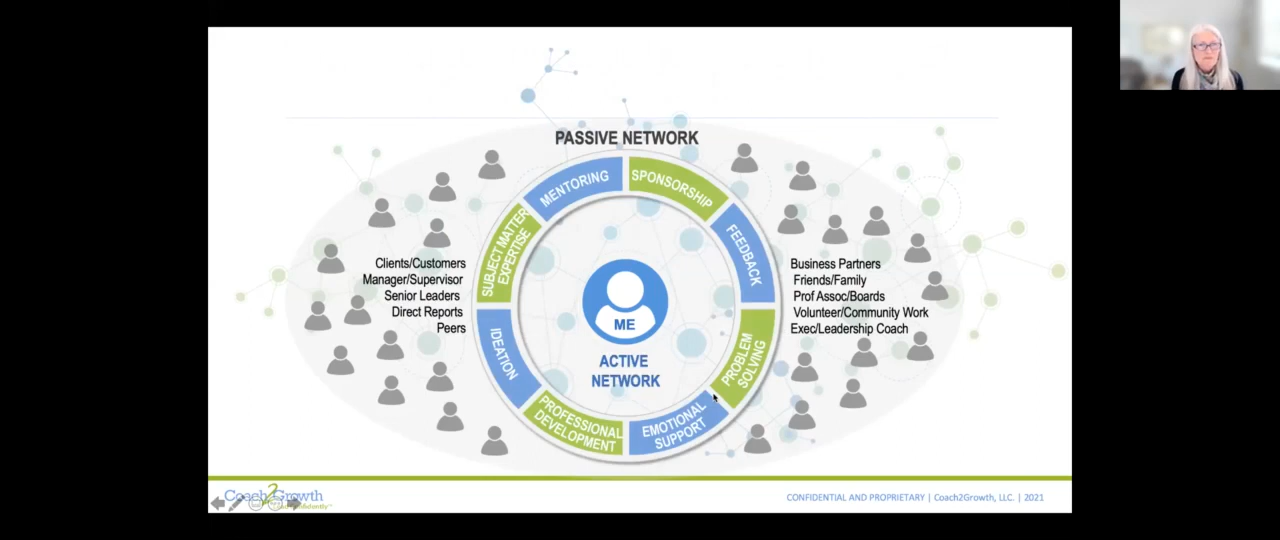 PASSIVE NETWORK
MENTORING
SPONSORSHIP
SUBJECT MATTER
EXPERTISE
FEEDBACK
Clients/Customers
Manager/Supervisor
Senior Leaders
Direct Reports
Peers
Business Partners
Friends/Family
Prof Assoc/Boards
Volunteer/Community Work
Exec/Leadership Coach
ME
ACTIVE
NETWORK
IDEATION
PROBLEM
SOLVING
PROFESSIONAL
DEVELOPMENT
EMOTIONAL
SUPPORT
Coach2Growth
CONFIDENTIAL AND PROPRIETARY | Coach2Growth, LLC. | 2021